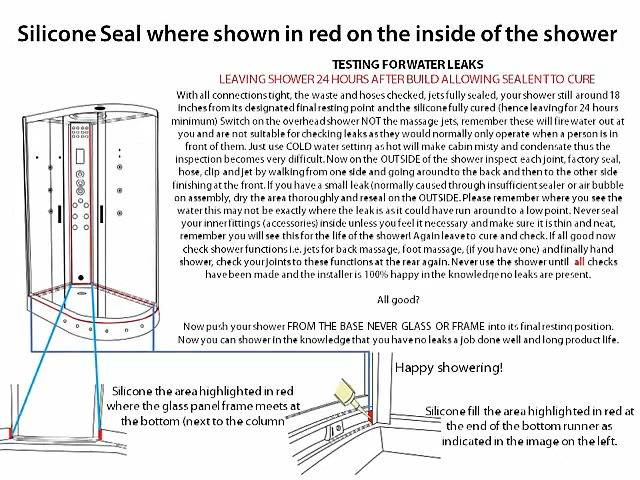 Silicone Seal where shown in red on the inside of the shower
TESTING FOR WATER LEAKS
LEAVING SHOWER 24 HOURS AFTER BUILD ALLOWING SEALENT TO CURE
With all connections tight, the waste and hoses checked, jets fully sealed, your shower still around 18
inches from its designated final resting point and the silicone fully cured (hence leaving for 24 hours
minimum) Switch on the overhead shower NOT the massage jets, remember these will fire water out at
you and are not suitable for checking leaks as they would normally only operate when a person is in
front of them. Just use COLD water setting as hot will make cabin misty and condensate thus the
inspection becomes very difficult. Now on the OUTSIDE of the shower inspect each joint, factory seal,
hose, clip and jet by walking from one side and going around to the back and then to the other side
finishing at the front. If you have a small leak (normally caused through insufficient sealer or air bubble
on assembly, dry the area thoroughly and reseal on the OUTSIDE. Please remember where you see the
water this may not be exactly where the leak is as it could have run around to a low point. Never seal
your inner fittings (accessories) inside unless you feel it necessary and make sure it is thin and neat,
remember you will see this for the life of the shower! Again leave to cure and check. If all good now
check shower functions i.e. jets for back massage, foot massage, (if you have one) and finally hand
shower, check your joints to these functions at the rear again. Never use the shower until all checks
have been made and the installer is 100% happy in the knowledge no leaks are present.
All good?
Now push your shower FROM THE BASE NEVER GLASS OR FRAME into its final resting position.
Now you can shower in the knowledge that you have no leaks a job done well and long product life.
Happy showering!
Silicone the area highlighted in red
where the glass panel frame meets at
the bottom (next to the column
Silicone fill the area highlighted in red at
the end of the bottom runner as
indicated in the image on the left.